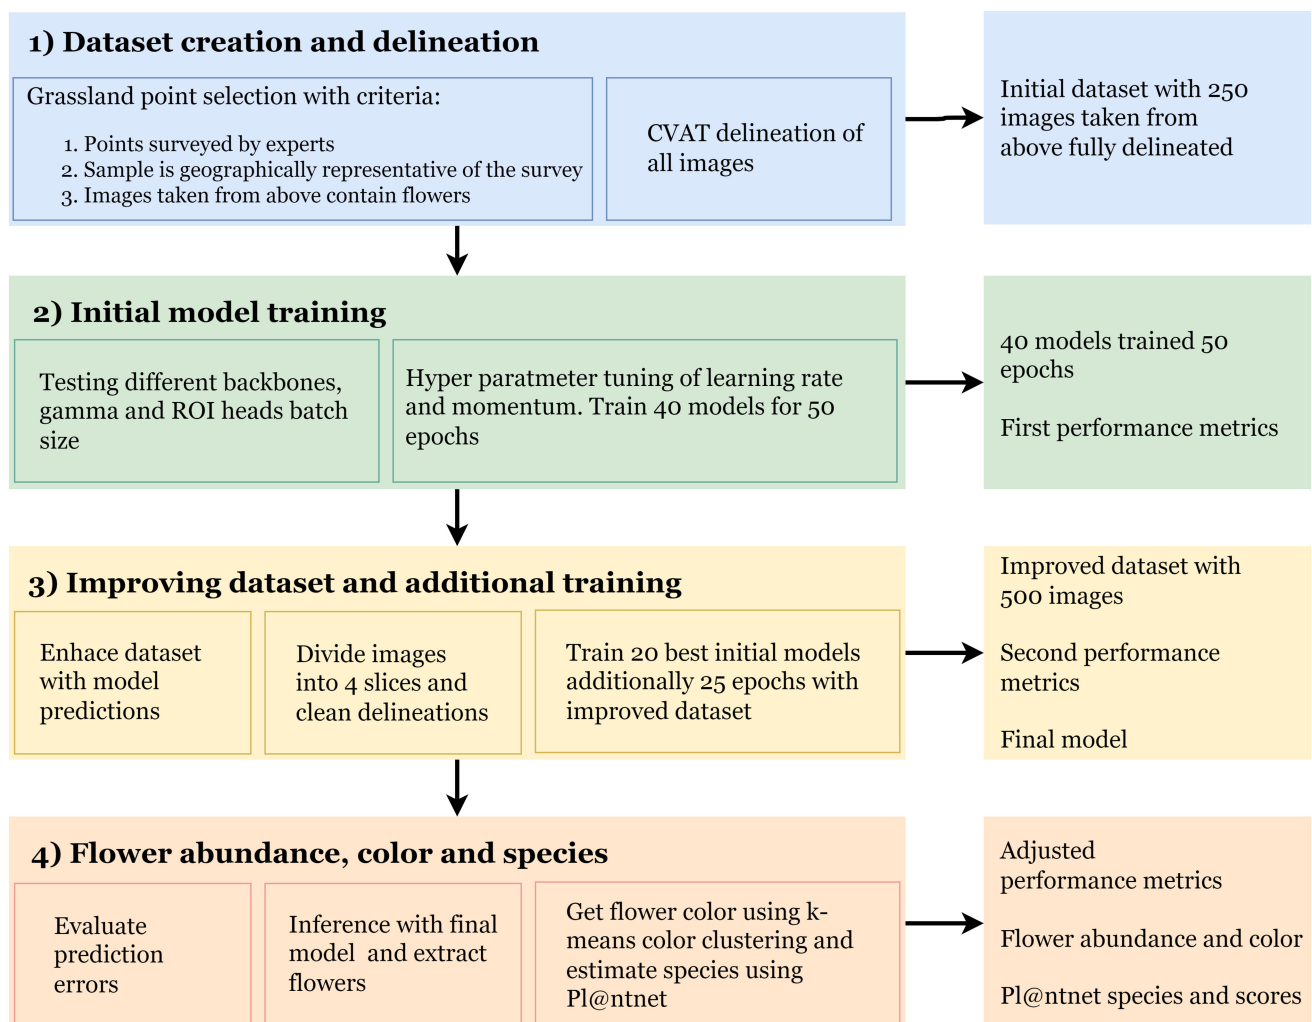 1) Dataset creation and delineation
Grassland point selection with criteria:
1. Points surveyed by experts
2. Sample is geographically representative of the survey
3. Images taken from above contain flowers
CVAT delineation of
all images
Initial dataset with 250
images taken from
above fully delineated
2) Initial model training
Testing different backbones,
gamma and ROI heads batch
size
Hyper paratmeter tuning of learning rate
and momentum. Train 40 models for 50
epochs
40 models trained 50
epochs
First performance metrics
3) Improving dataset and additional training
Enhace dataset
with model
predictions
Divide images
into 4 slices and
clean delineations
Train 20 best initial models
additionally 25 epochs with
improved dataset
Improved dataset with
500 images
Second performance
metrics
Final model
4) Flower abundance, color and species
Evaluate
prediction
errors
Inference with final
model and extract
flowers
Get flower color using k-
means color clustering and
estimate species using
Pl@ntnet
Adjusted
performance metrics
Flower abundance and color
Pl@ntnet species and scores